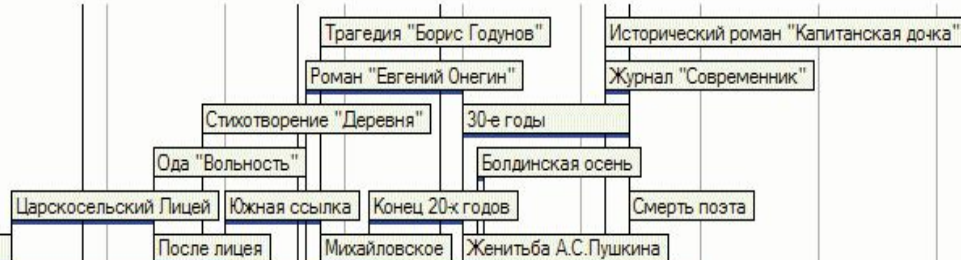 Трагедия "Борис Годунов"
Исторический роман "Капитанская дочка"
Роман "Евгений Онегин"
Журнал "Современник"
Стихотворение "Деревня"
30-е годы
Ода "Вольность"
Болдинская осень
Царскосельский Лицей
Южная ссылка
Конец 20-х годов
Смерть поэта
После лицея
Михайловское
Женитьба А.С.Пушкина